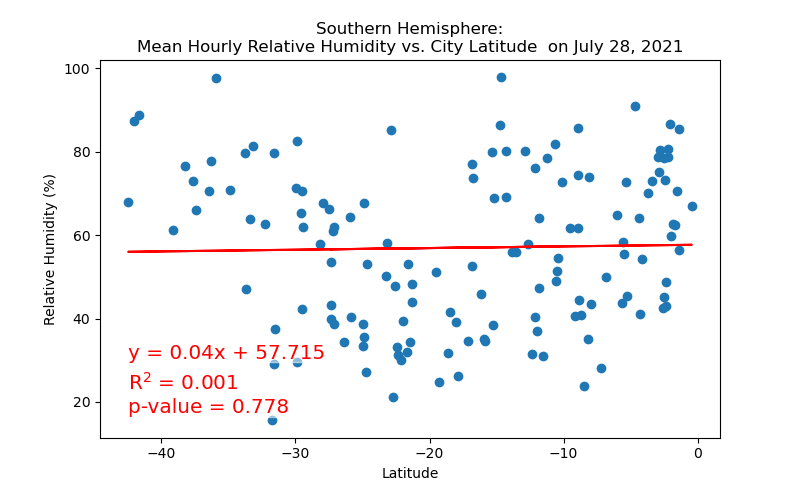 Southern Hemisphere:
Mean Hourly Relative Humidity vs. City Latitude  on July 28, 2021
100
80
60
40
20
Relative Humidity (%)
y = 0.04x + 57.715
R² = 0.001
p-value = 0.778
−40
−30
−20
−10
0
Latitude